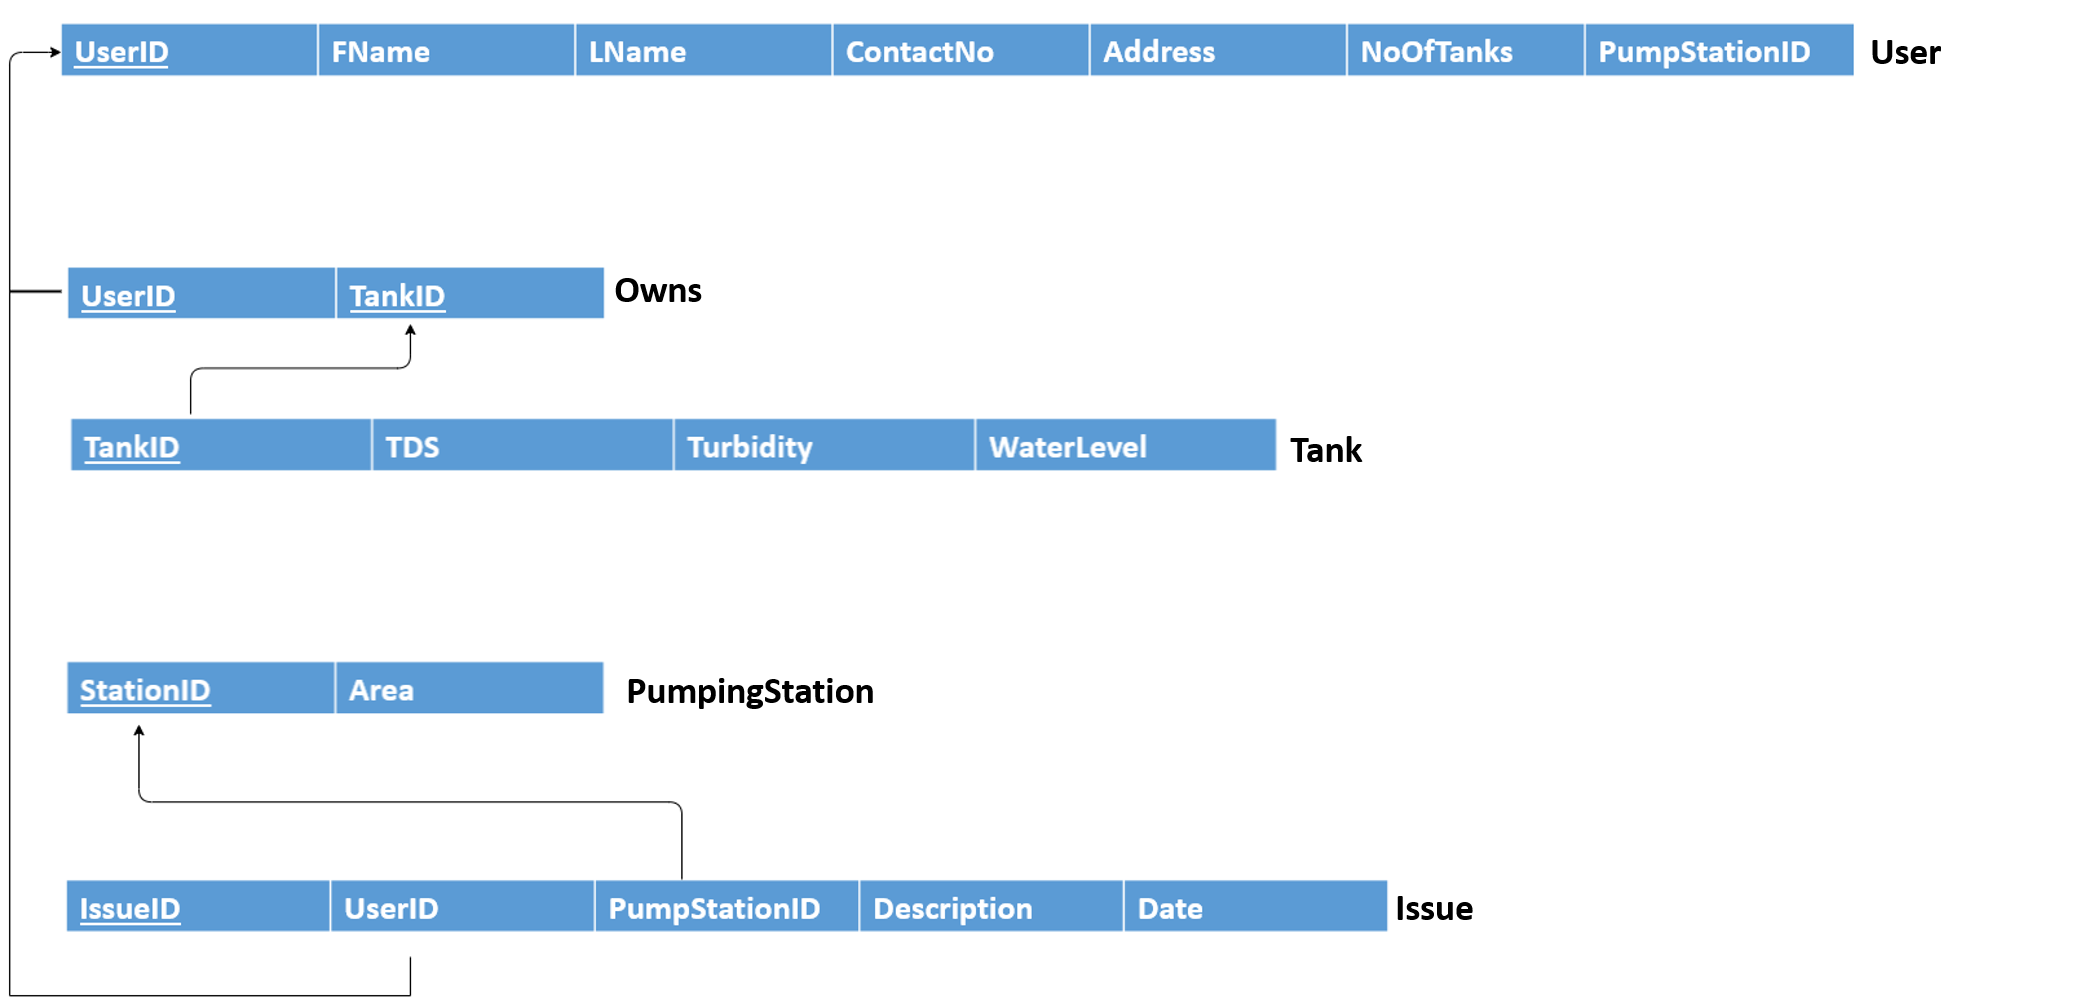 UserID FName LName ContactNo Address NoOfTanks PumpStationID User
UserID TankID Owns
TankID TDS Turbidity WaterLevel Tank
StationID Area PumpingStation
IssueID UserID PumpStationID Description Date Issue